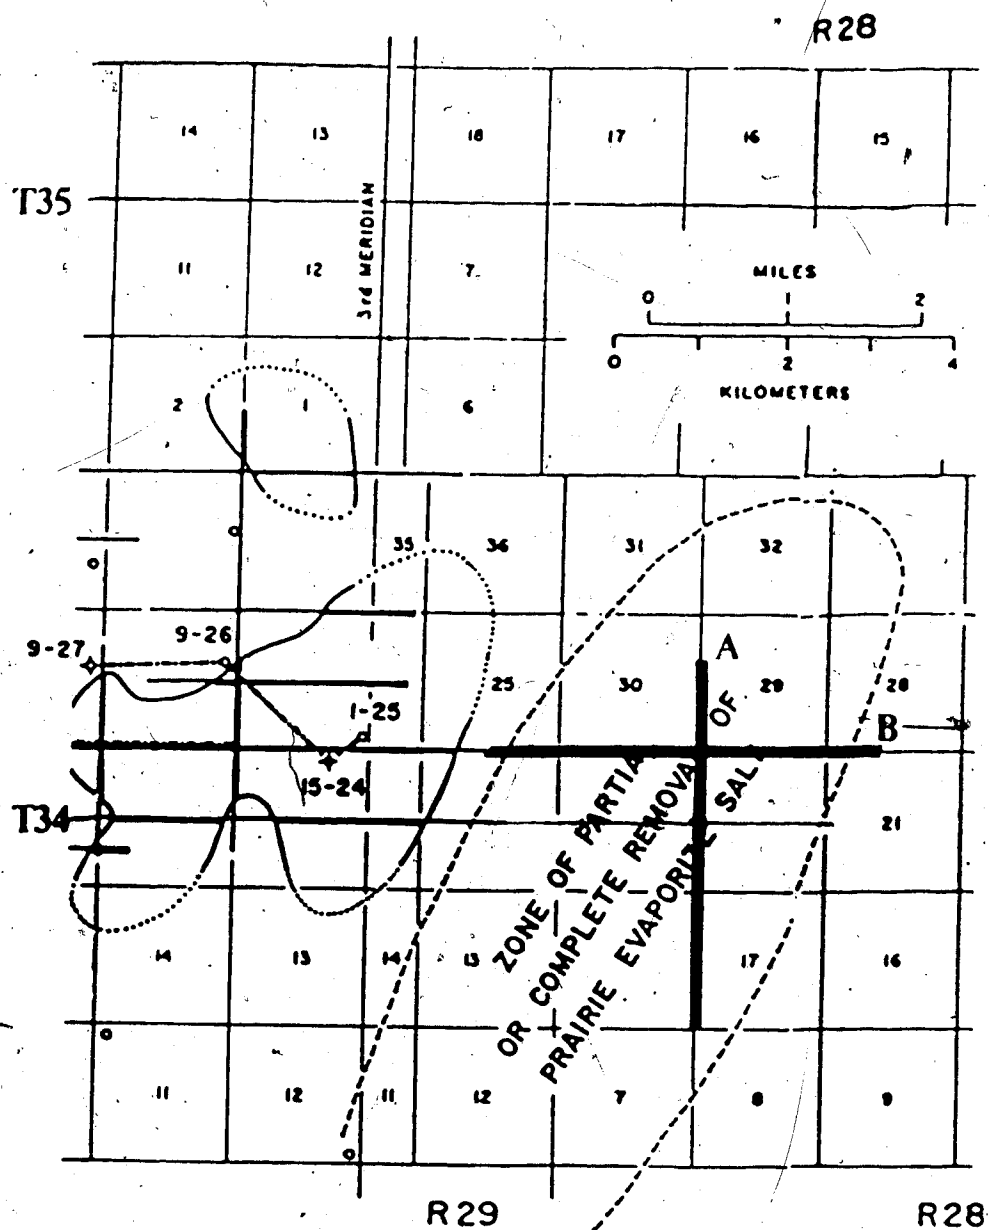 R28
14 13 18 17 16 15
T35
3rd MERIDIAN
11 12 7
MILES
0 1 2
0 2 4
KILOMETERS
2 1 6
35 36 31 32
9-27 9-26 A
25 30 29 28
1-25 B
15-24
T34 21
ZONE OF PARTIAL
OR COMPLETE REMOVAL OF
PRAIRIE EVAPORITE SALT
14 13 14 13 17 16
11 12 11 12 7 8 9
R29 R28